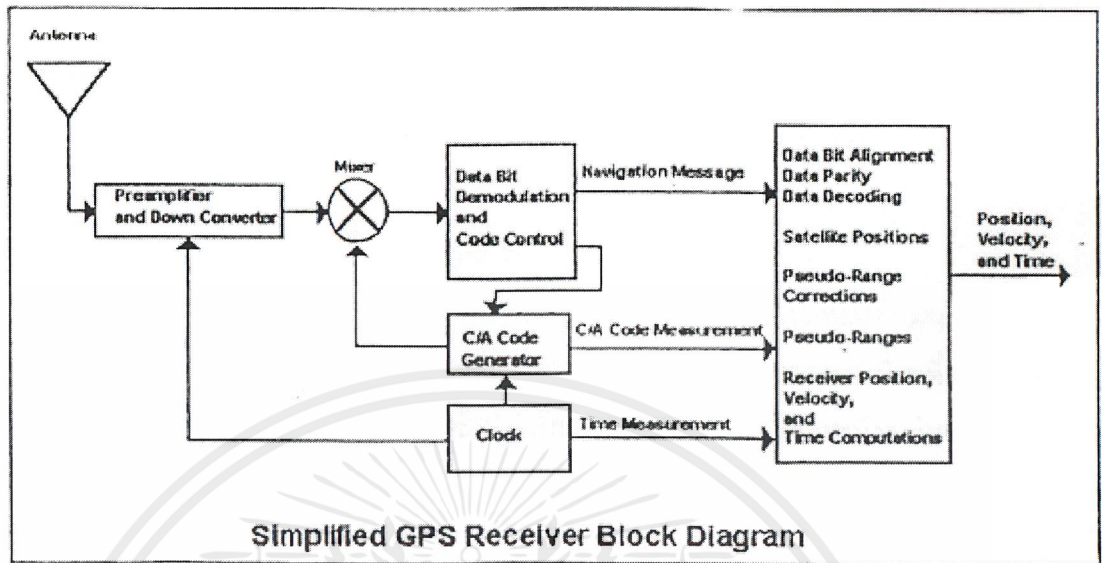 Antenna
Preamplifier
and Down Converter
Mixer
Data Bit
Demodulation
and
Code Control
Navigation Message
C/A Code
Generator
C/A Code Measurement
Clock
Time Measurement
Data Bit Alignment
Data Parity
Data Decoding
Satellite Positions
Pseudo-Range
Corrections
Pseudo-Ranges
Receiver Position,
Velocity,
and
Time Computations
Position,
Velocity,
and Time
Simplified GPS Receiver Block Diagram